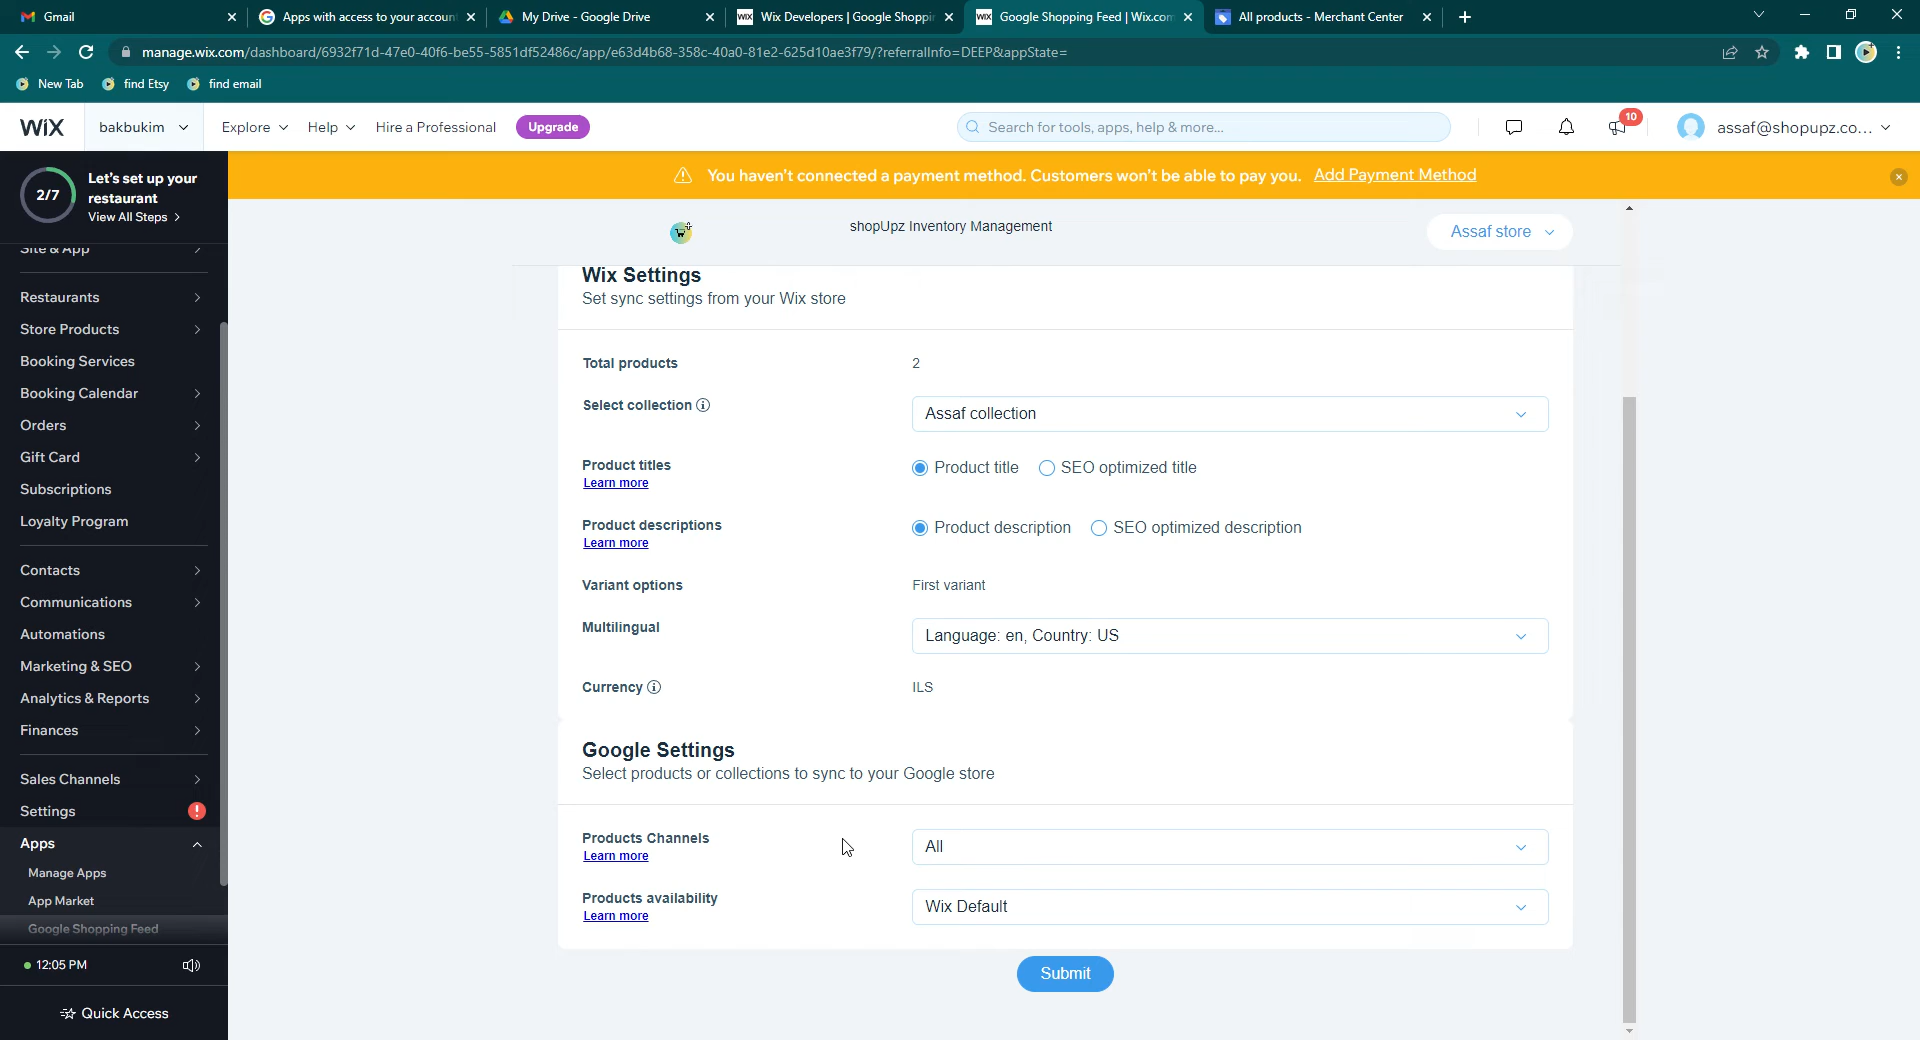 Gmail
Apps with access to your accoun
My Drive - Google Drive
Wix Developers | Google Shoppin
Google Shopping Feed | Wix.com
All products - Merchant Center
manage.wix.com/dashboard/6932f71d-47e0-40f6-be55-5851df52486c/app/e63d4b68-358c-40a0-81e2-625d10ae3f79/?referralInfo=DEEP&appState=
New Tab
find Etsy
find email
WiX
bakbukim
Explore
Help
Hire a Professional
Upgrade
Search for tools, apps, help & more...
10
assaf@shopupz.co...
2/7
Let's set up your
restaurant
View All Steps >
You haven't connected a payment method. Customers won't be able to pay you. Add Payment Method
Site & App
Restaurants
Store Products
Booking Services
Booking Calendar
Orders
Gift Card
Subscriptions
Loyalty Program
Contacts
Communications
Automations
Marketing & SEO
Analytics & Reports
Finances
Sales Channels
Settings
Apps
Manage Apps
App Market
Google Shopping Feed
12:05 PM
Quick Access
shopUpz Inventory Management
Assaf store
Wix Settings
Set sync settings from your Wix store
Total products
2
Select collection
Assaf collection
Product titles
Learn more
Product title
SEO optimized title
Product descriptions
Learn more
Product description
SEO optimized description
Variant options
First variant
Multilingual
Language: en, Country: US
Currency
ILS
Google Settings
Select products or collections to sync to your Google store
Products Channels
Learn more
All
Products availability
Learn more
Wix Default
Submit